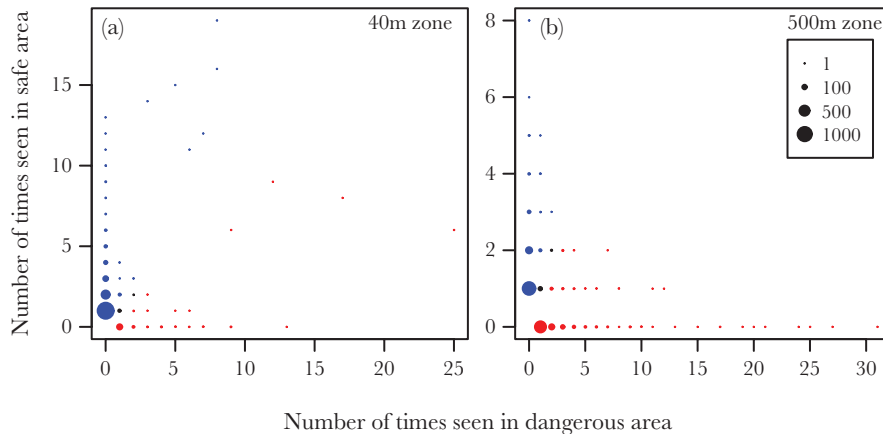 (a)
40m zone
Number of times seen in safe area
15
10
5
0
0 5 10 15 20 25
(b)
500m zone
1
100
500
1000
8
6
4
2
0
0 5 10 15 20 25 30
Number of times seen in dangerous area